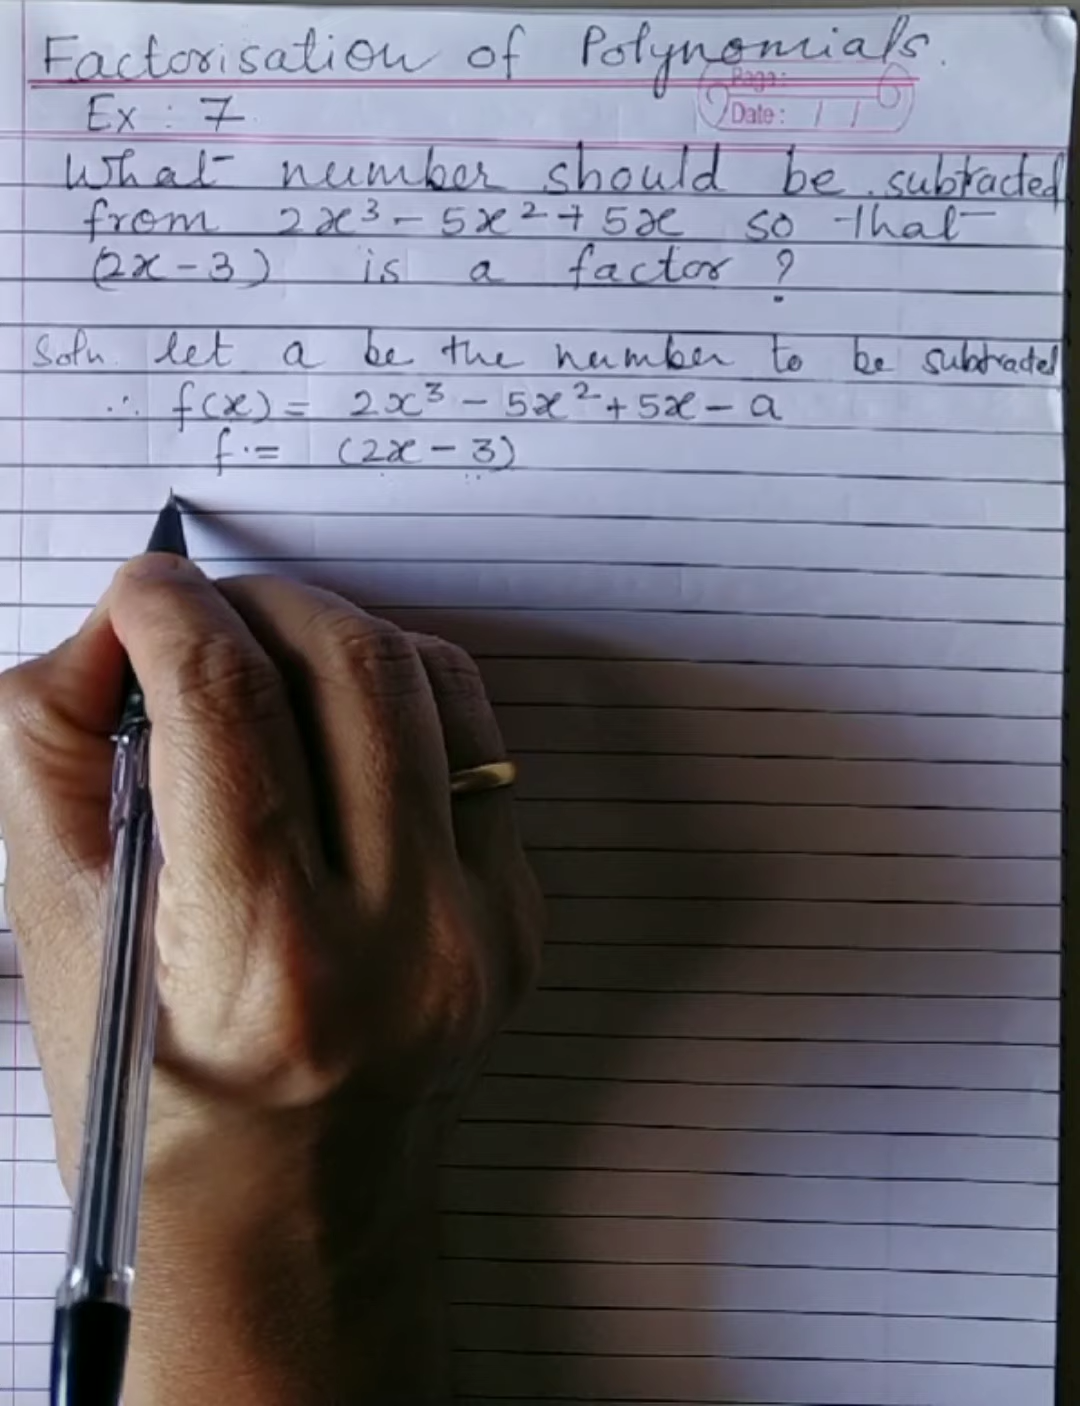 Factorisation of Polynomials.
Page:
Ex : 7
Date: / /
What number should be subtracted
from 2x³ - 5x² + 5x so that
(2x - 3) is a factor ?
Soln. let a be the number to be subtracted
∴ f(x) = 2x³ - 5x² + 5x - a
f. = (2x - 3)